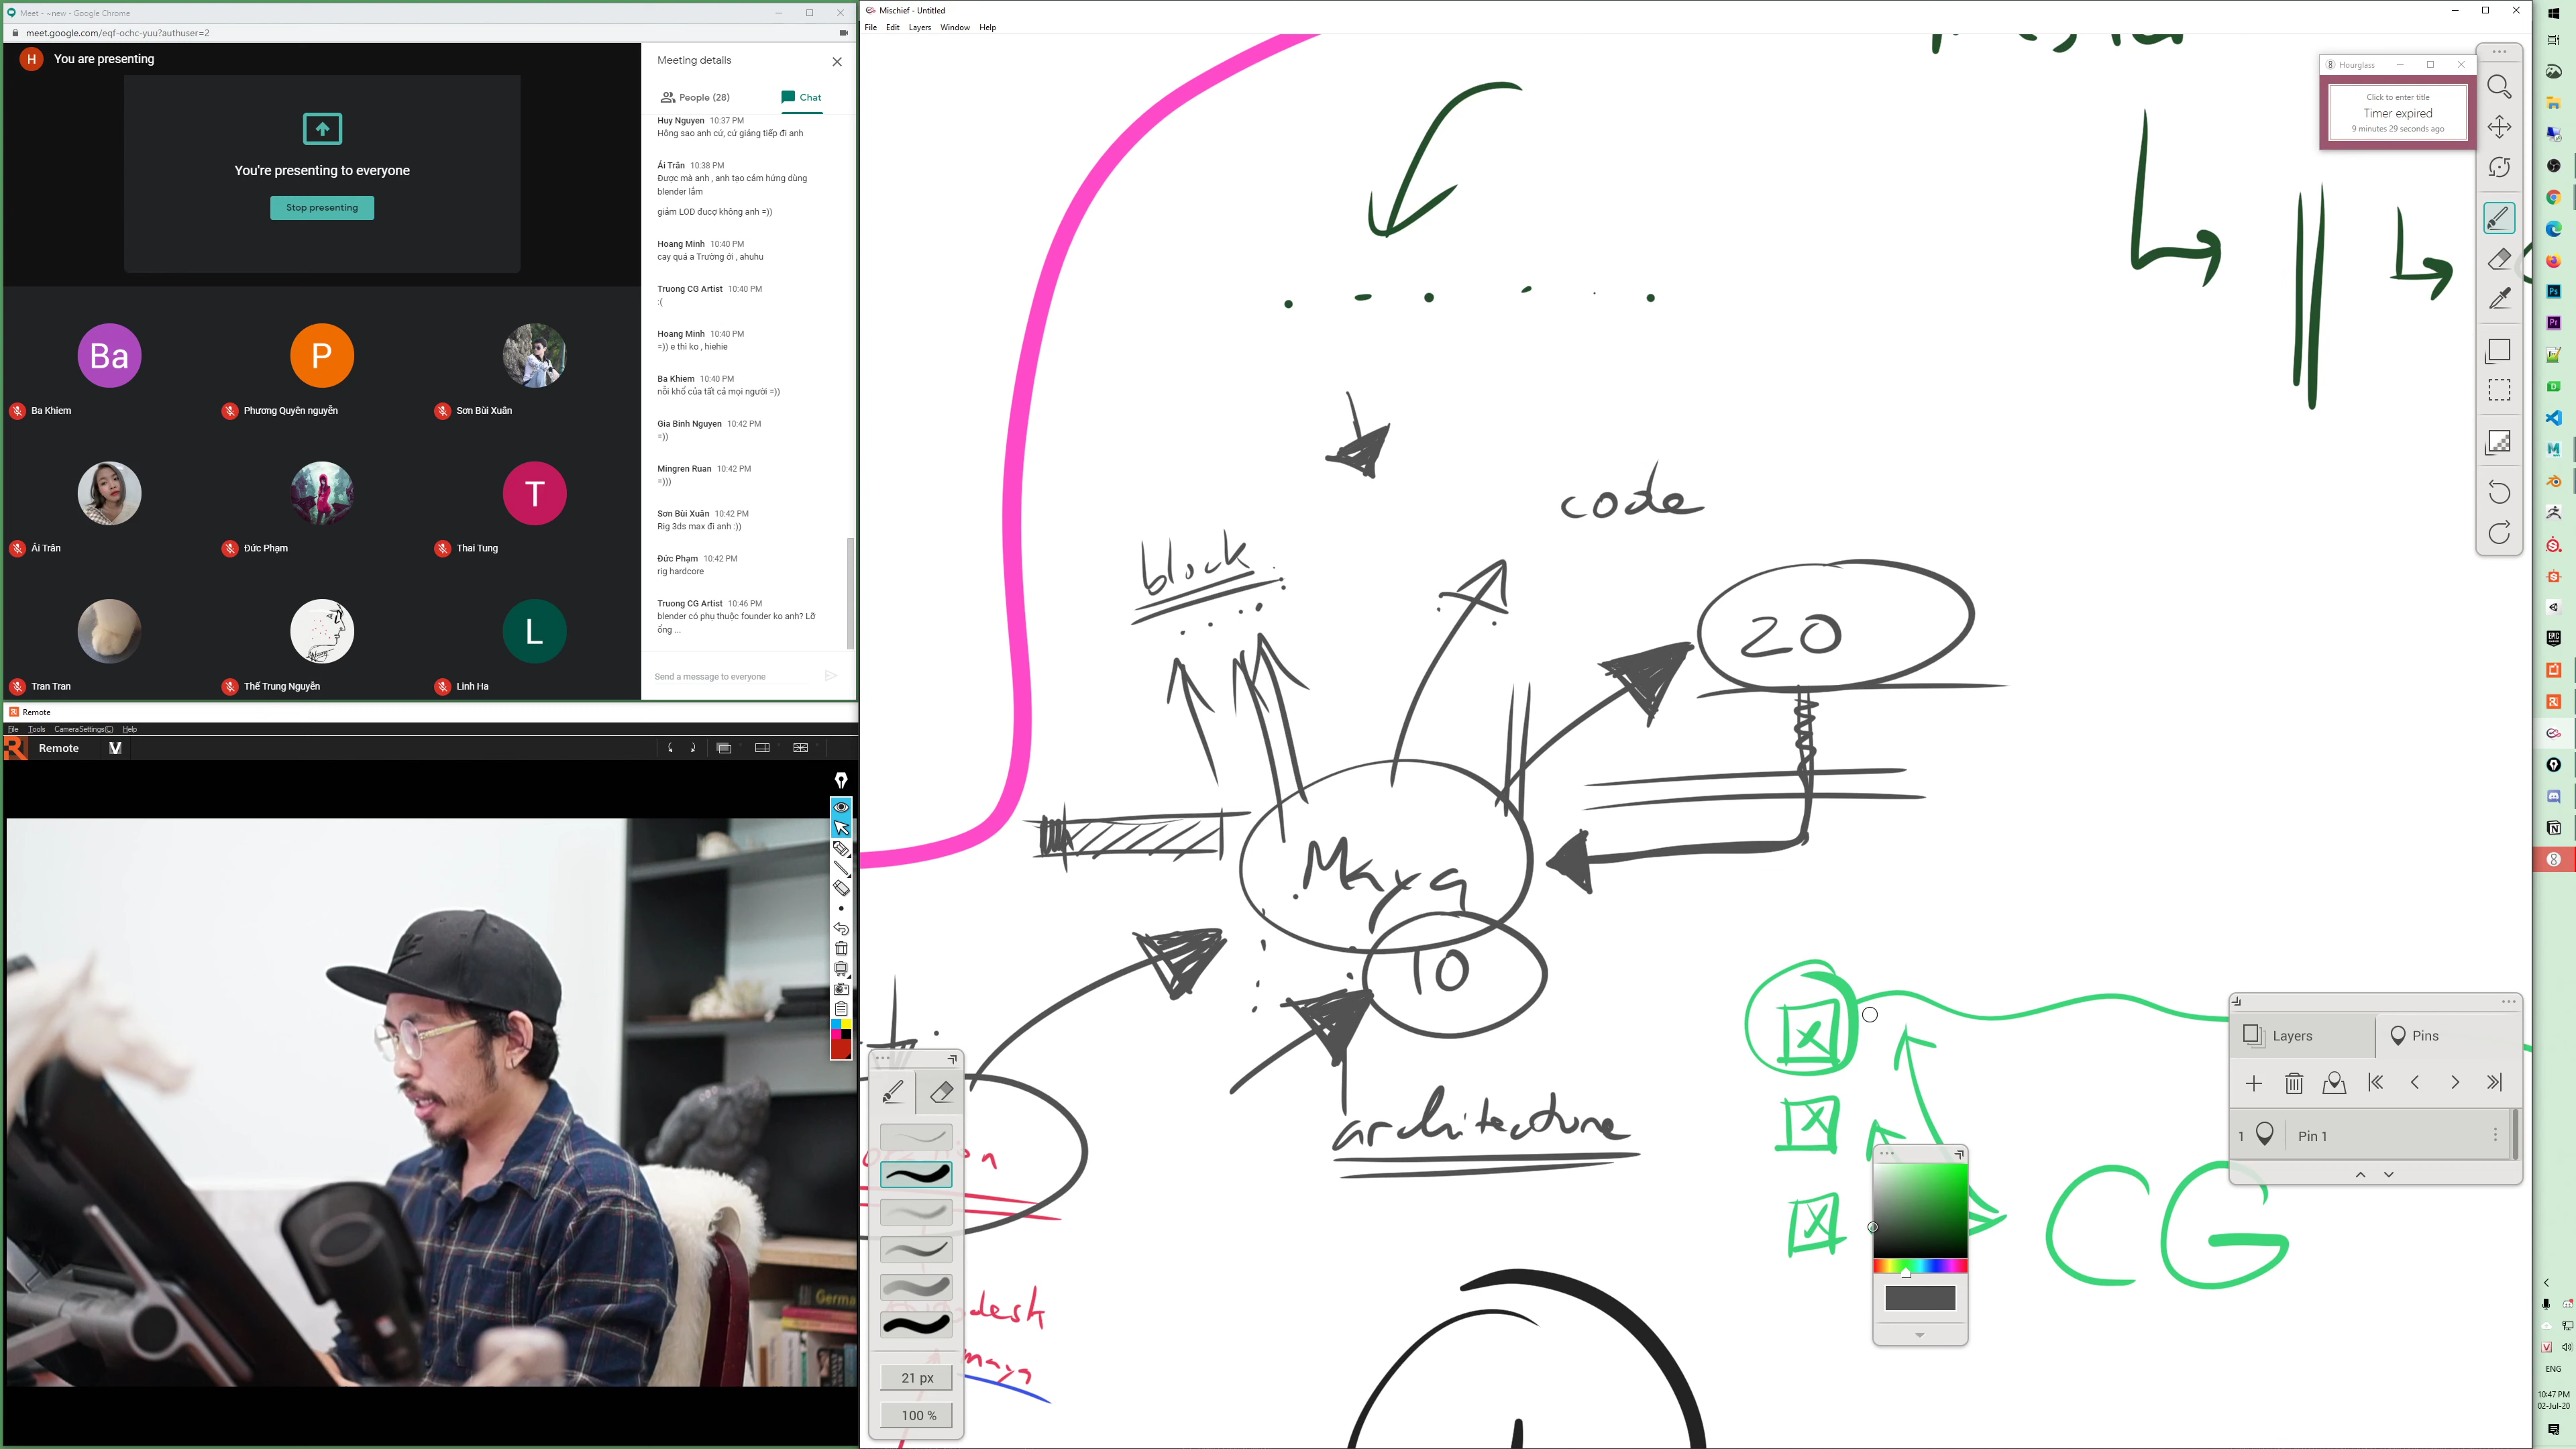 Meet - ~new - Google Chrome
meet.google.com/eqf-ochc-yuu?authuser=2
H You are presenting
You're presenting to everyone
Stop presenting
Ba
P
Ba Khiem
Phương Quyên nguyễn
Sơn Bùi Xuân
T
Ái Trân
Đức Phạm
Thai Tung
L
Tran Tran
Thế Trung Nguyễn
Linh Ha
Meeting details
People (28)
Chat
Huy Nguyen 10:37 PM
Hông sao anh cứ, cứ giảng tiếp đi anh
Ái Trân 10:38 PM
Được mà anh , anh tạo cảm hứng dùng
blender lắm
giảm LOD đuợc không anh =))
Hoang Minh 10:40 PM
cay quá a Trường ới , ahuhu
Truong CG Artist 10:40 PM
:(
Hoang Minh 10:40 PM
=)) e thì ko , hiehie
Ba Khiem 10:40 PM
nỗi khổ của tất cả mọi người =))
Gia Binh Nguyen 10:42 PM
=))
Mingren Ruan 10:42 PM
=)))
Sơn Bùi Xuân 10:42 PM
Rig 3ds max đi anh :))
Đức Phạm 10:42 PM
rig hardcore
Truong CG Artist 10:46 PM
blender có phụ thuộc founder ko anh? Lỡ
ổng ...
Send a message to everyone
Remote
File Tools CameraSettings(C) Help
Remote
Germa
Mischief - Untitled
File Edit Layers Window Help
Hourglass
Click to enter title
Timer expired
9 minutes 29 seconds ago
code
block
20
Maya
10
architecture
CG
desk
maya
21 px
100 %
Layers
Pins
1 Pin 1
ENG
10:47 PM
02-Jul-20